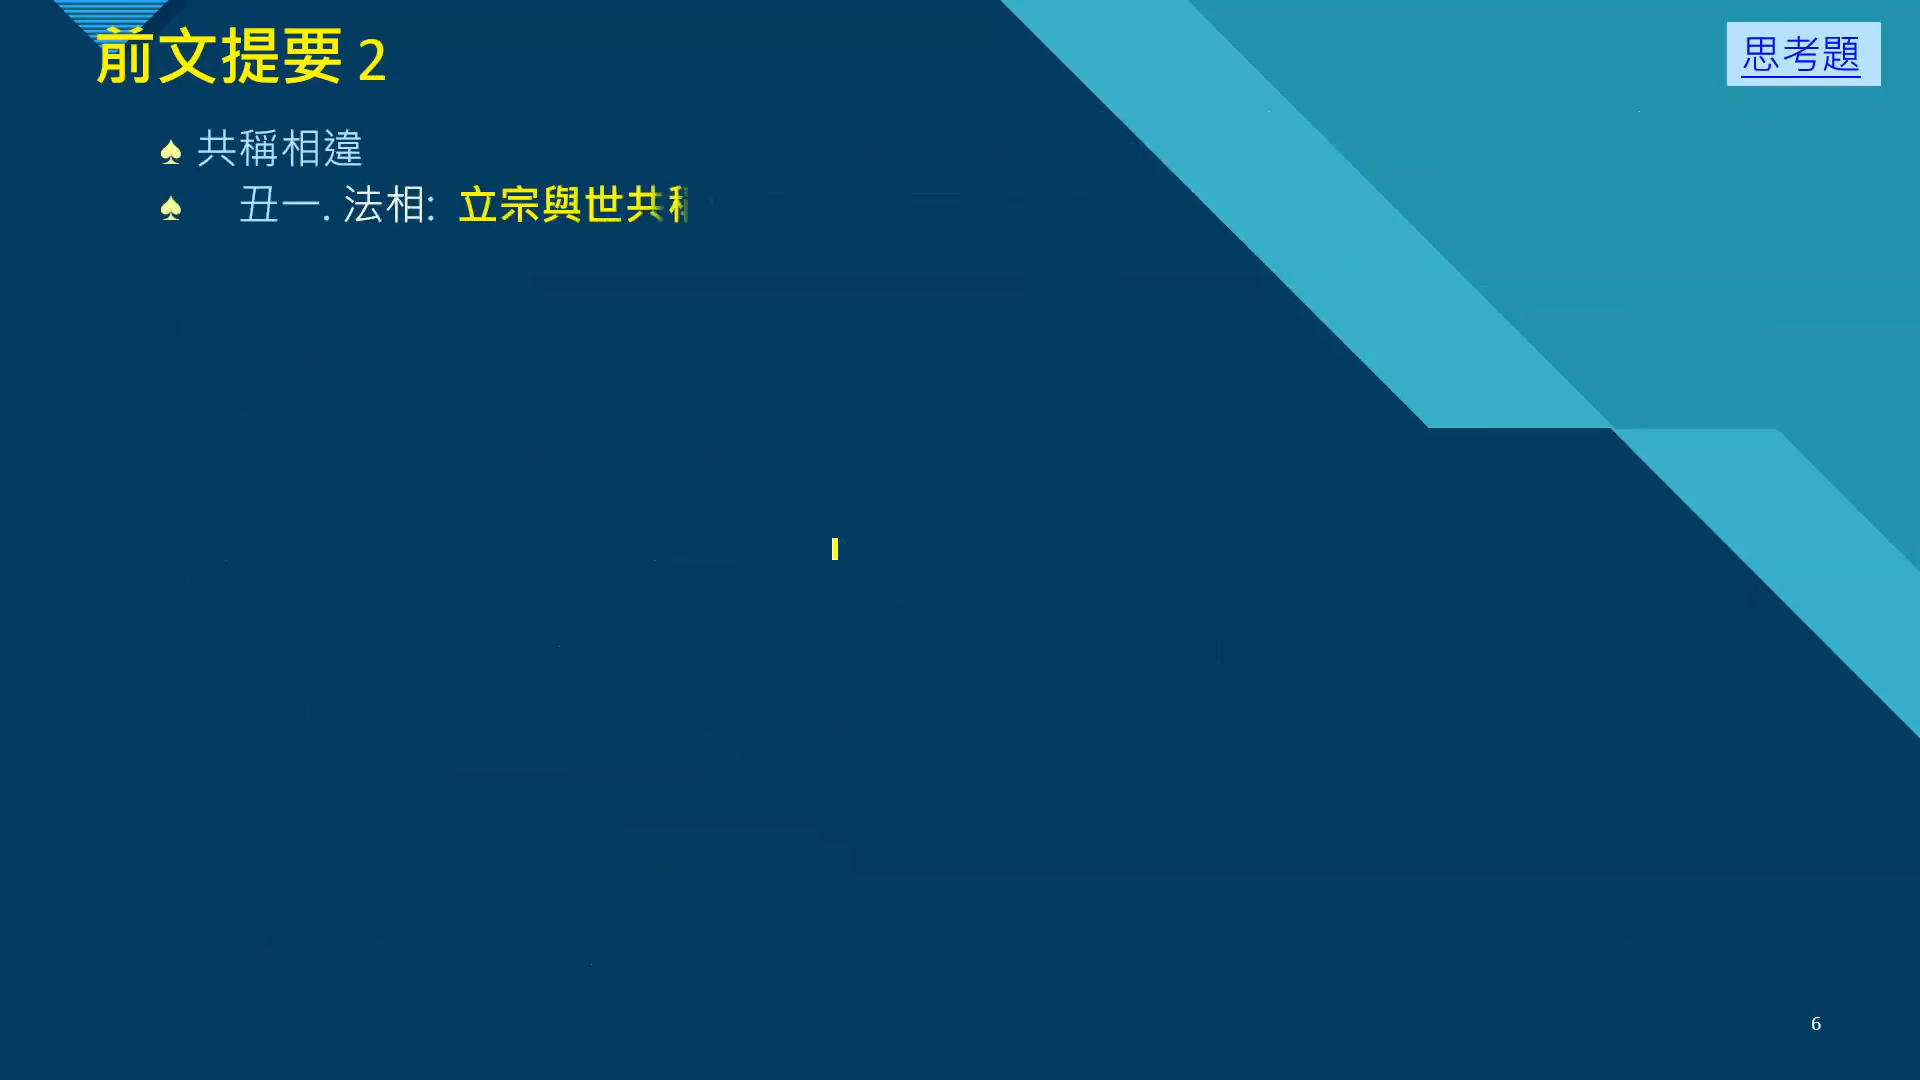 前文提要 2
思考題
♠ 共稱相違
♠ 丑一. 法相: 立宗與世共
6